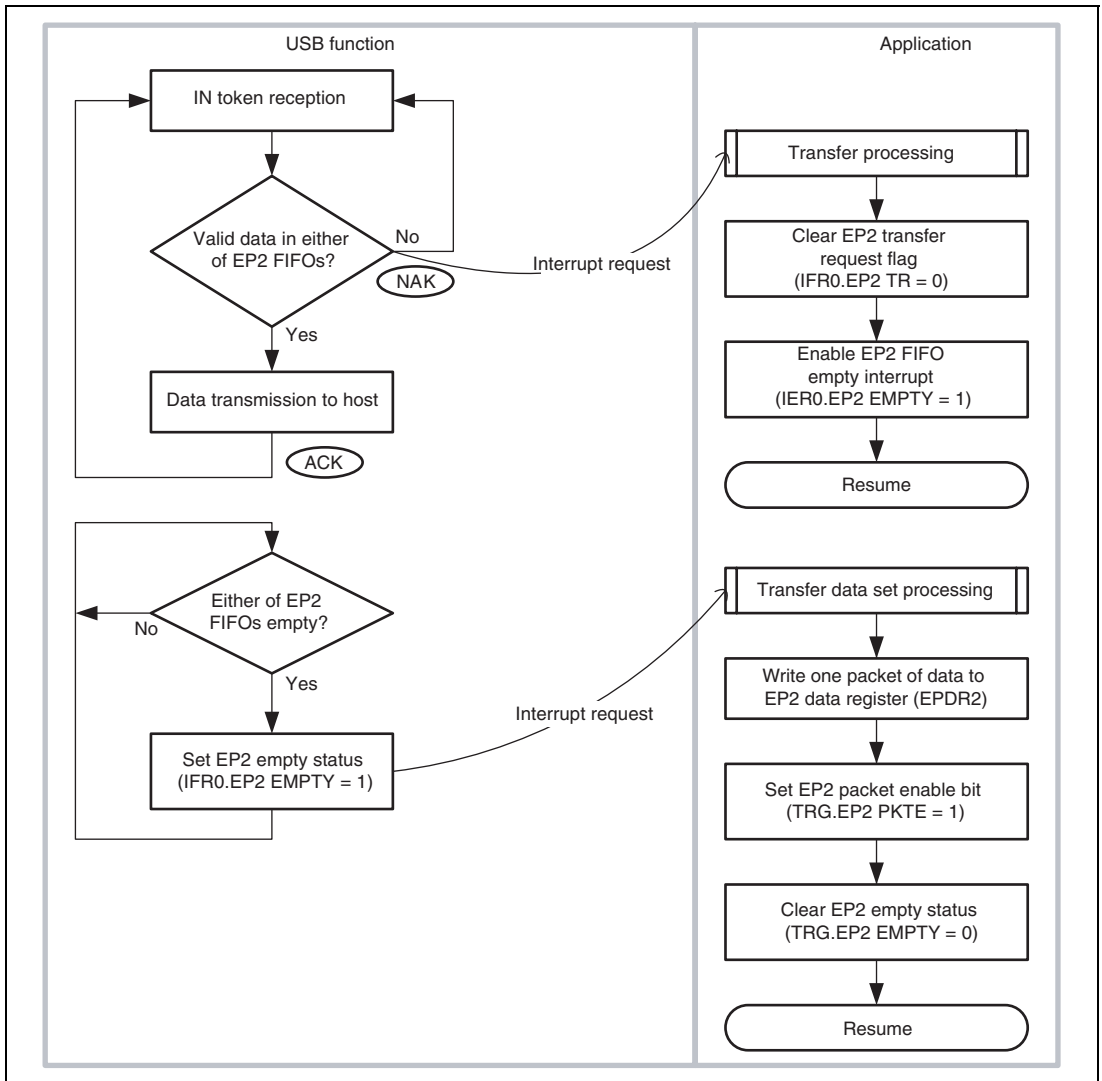 USB function
IN token reception
Valid data in either
of EP2 FIFOs?
No
NAK
Interrupt request
Yes
Data transmission to host
ACK
Either of EP2
FIFOs empty?
No
Yes
Interrupt request
Set EP2 empty status
(IFR0.EP2 EMPTY = 1)
Application
Transfer processing
Clear EP2 transfer
request flag
(IFR0.EP2 TR = 0)
Enable EP2 FIFO
empty interrupt
(IER0.EP2 EMPTY = 1)
Resume
Transfer data set processing
Write one packet of data to
EP2 data register (EPDR2)
Set EP2 packet enable bit
(TRG.EP2 PKTE = 1)
Clear EP2 empty status
(TRG.EP2 EMPTY = 0)
Resume